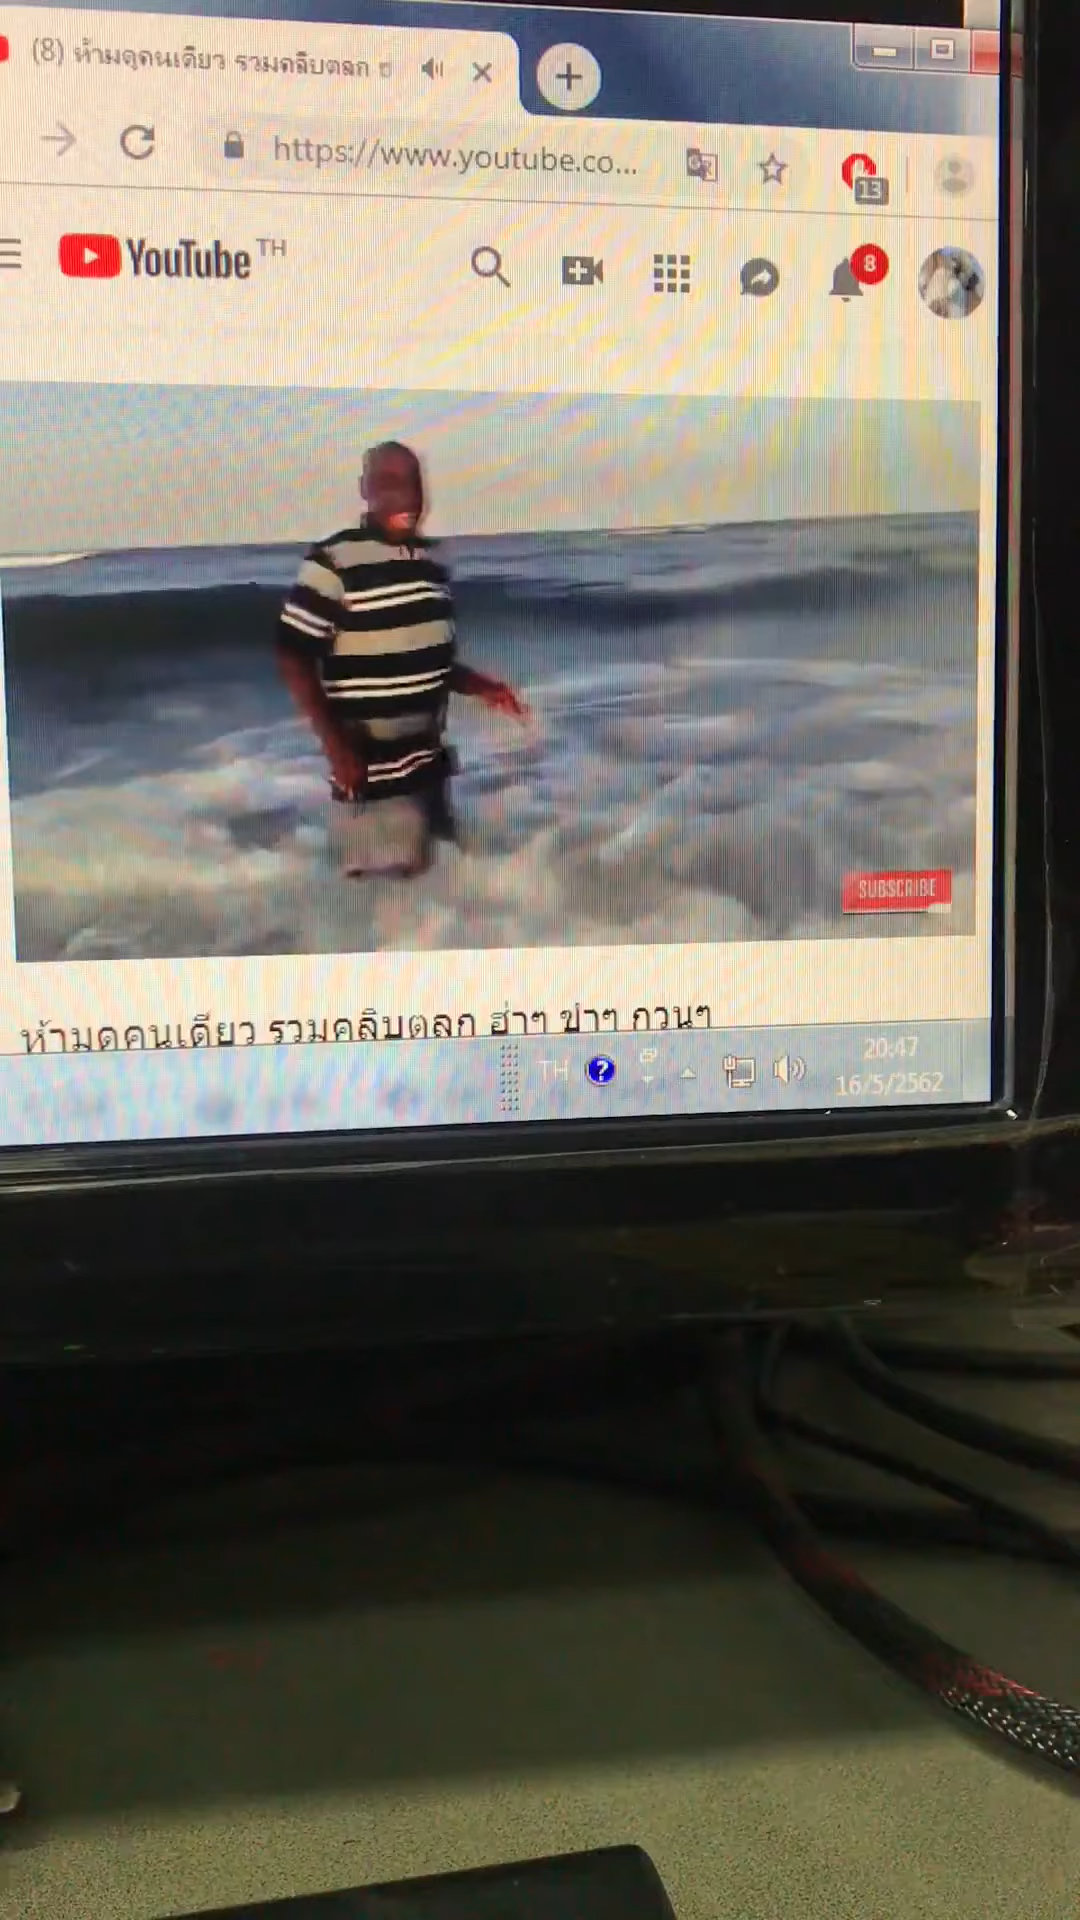 (8) ห้ามดูคนเดียว รวมคลิปตลก ฮ
https://www.youtube.co...
13
YouTube TH
8
SUBSCRIBE
ห้ามดูคนเดียว รวมคลิปตลก ฮ่าๆ ขำๆ กวนๆ
TH
?
20:47
16/5/2562